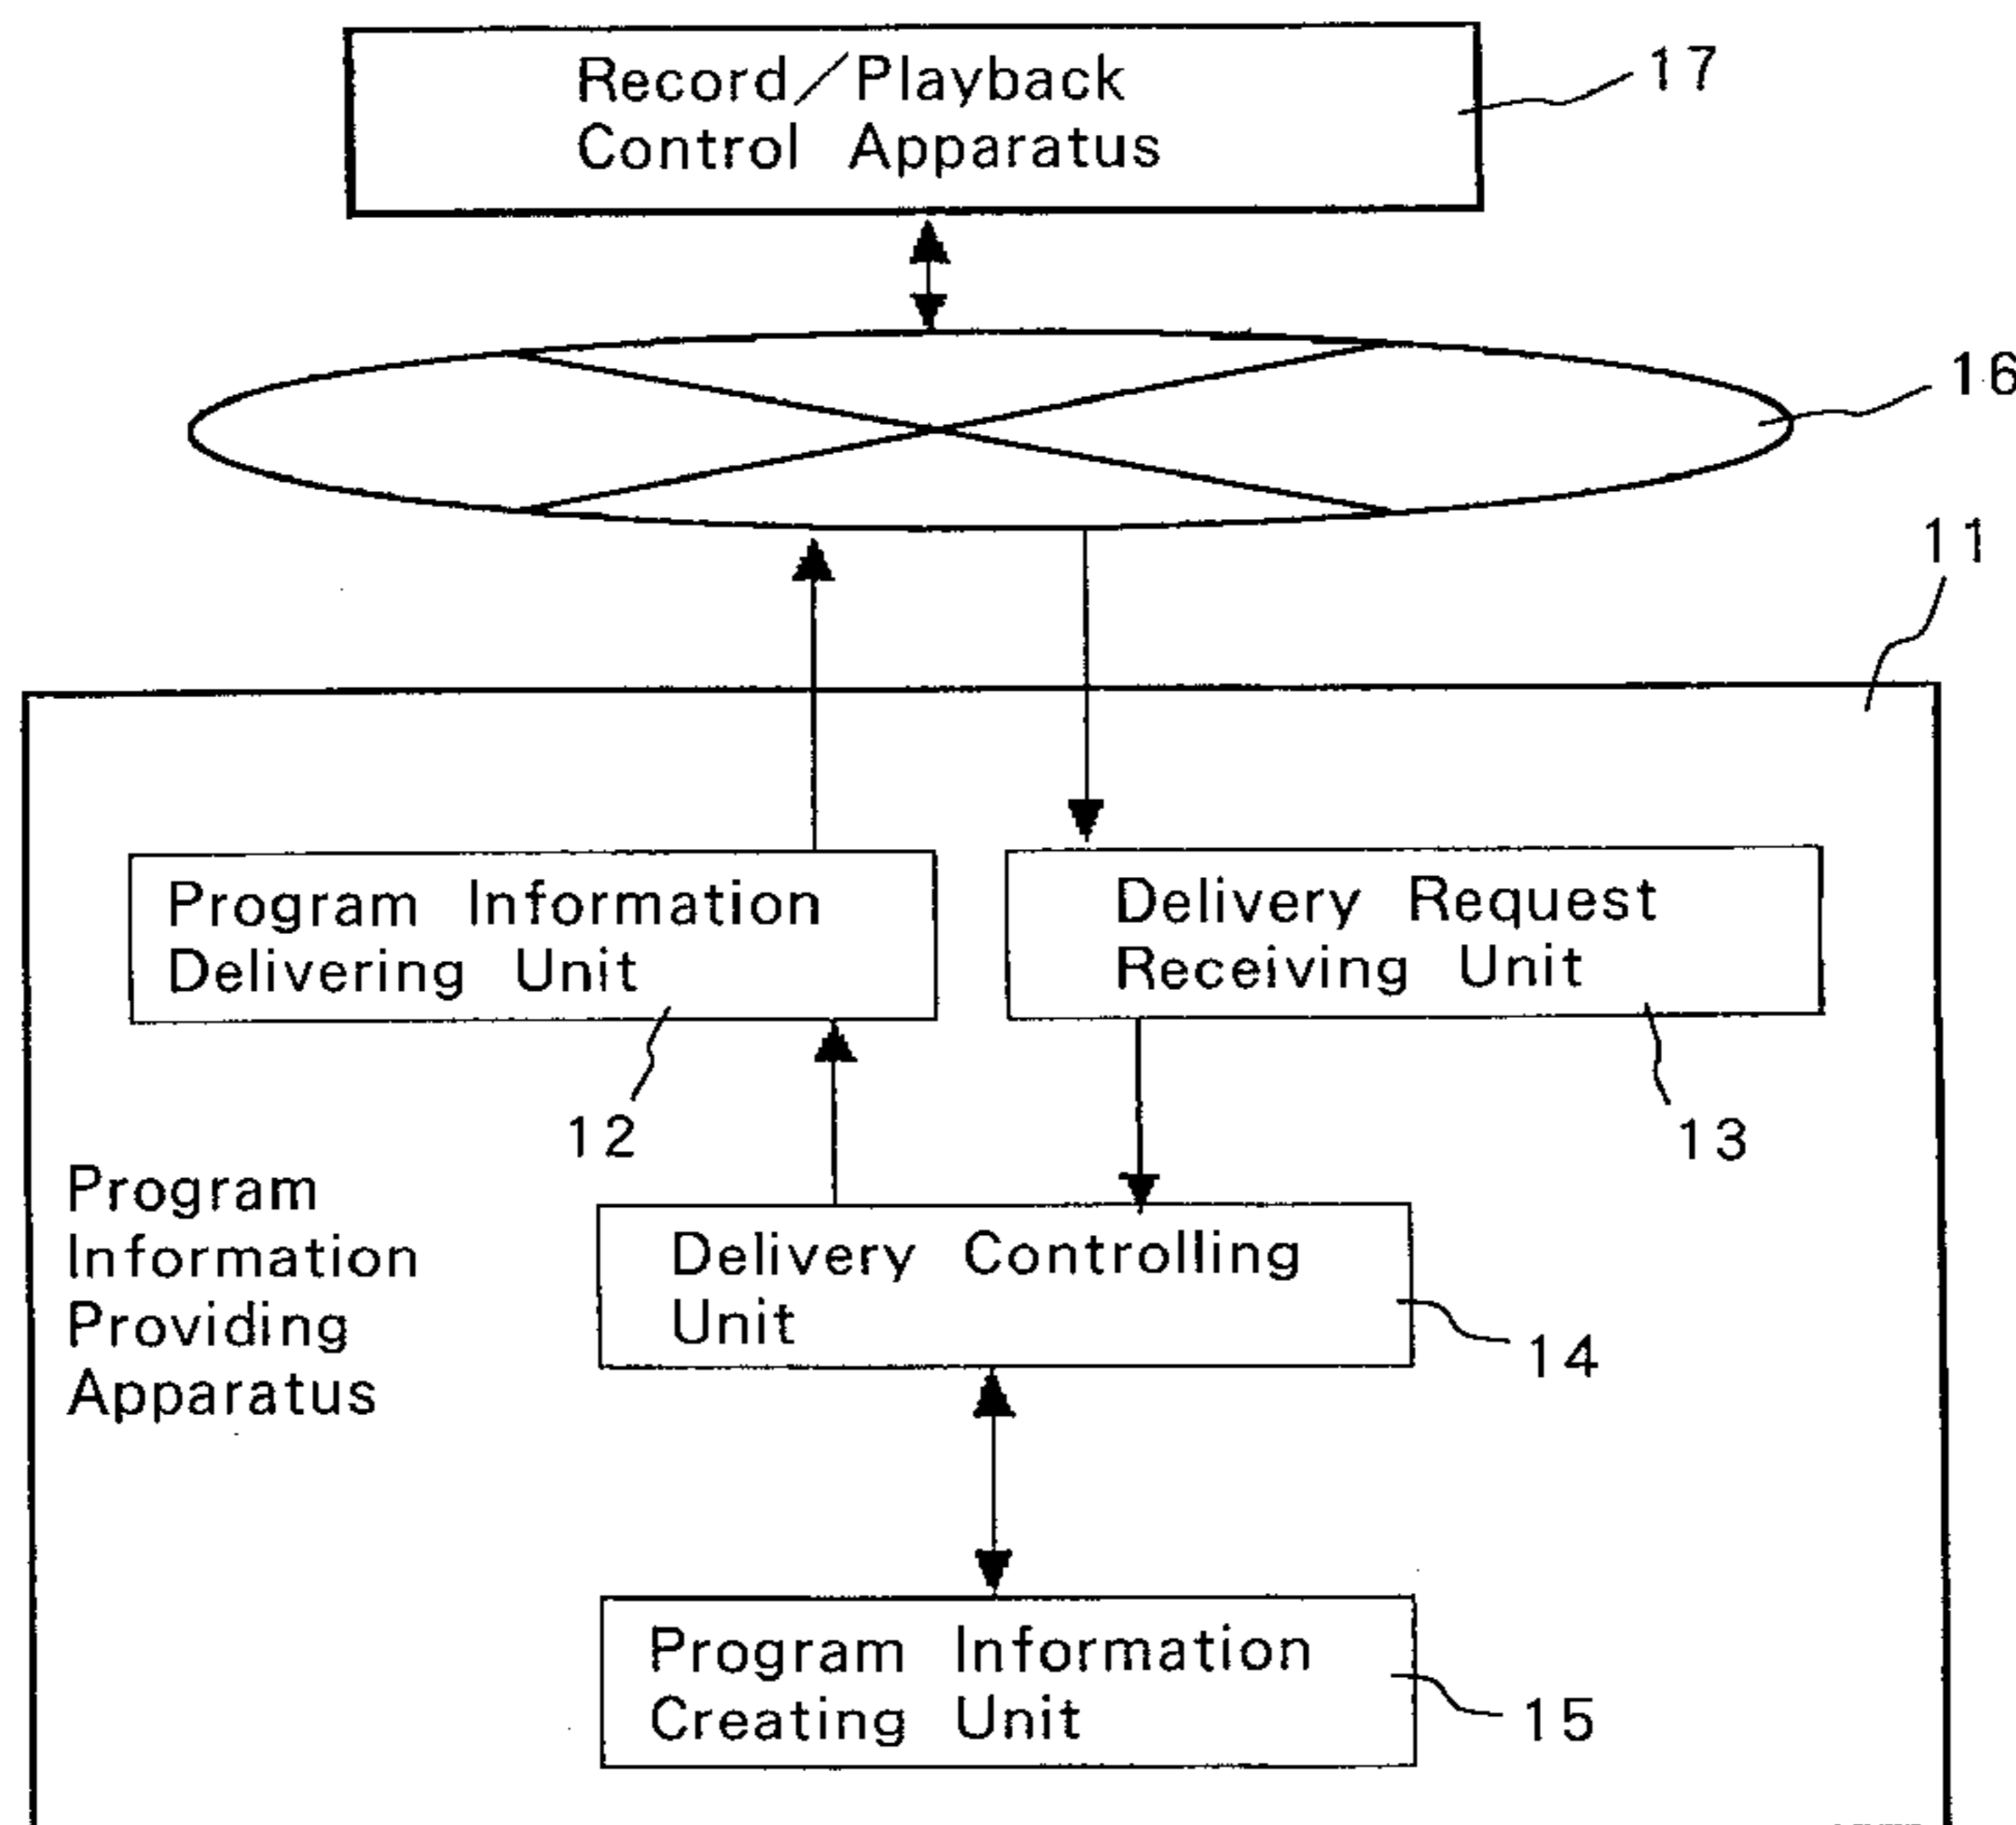 Record/Playback
Control Apparatus
17
16
11
Program Information
Delivering Unit
Delivery Request
Receiving Unit
12
13
Program
Information
Providing
Apparatus
Delivery Controlling
Unit
14
Program Information
Creating Unit
15